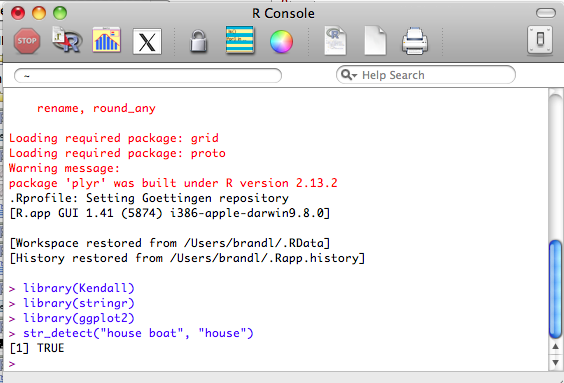 R Console
STOP
R
X
~
Help Search
rename, round_any
Loading required package: grid
Loading required package: proto
Warning message:
package 'plyr' was built under R version 2.13.2
.Rprofile: Setting Goettingen repository
[R.app GUI 1.41 (5874) i386-apple-darwin9.8.0]
[Workspace restored from /Users/brandl/.RData]
[History restored from /Users/brandl/.Rapp.history]
> library(Kendall)
> library(stringr)
> library(ggplot2)
> str_detect("house boat", "house")
[1] TRUE
>